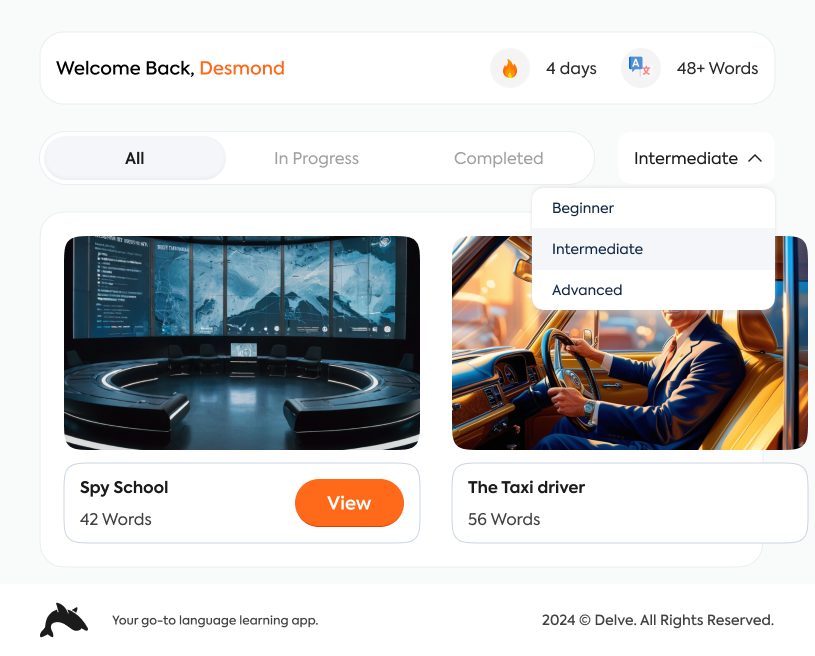 Welcome Back, Desmond
4 days
48+ Words
All
In Progress
Completed
Intermediate
Beginner
Intermediate
Advanced
Spy School
42 Words
View
The Taxi driver
56 Words
Your go-to language learning app.
2024 © Delve. All Rights Reserved.